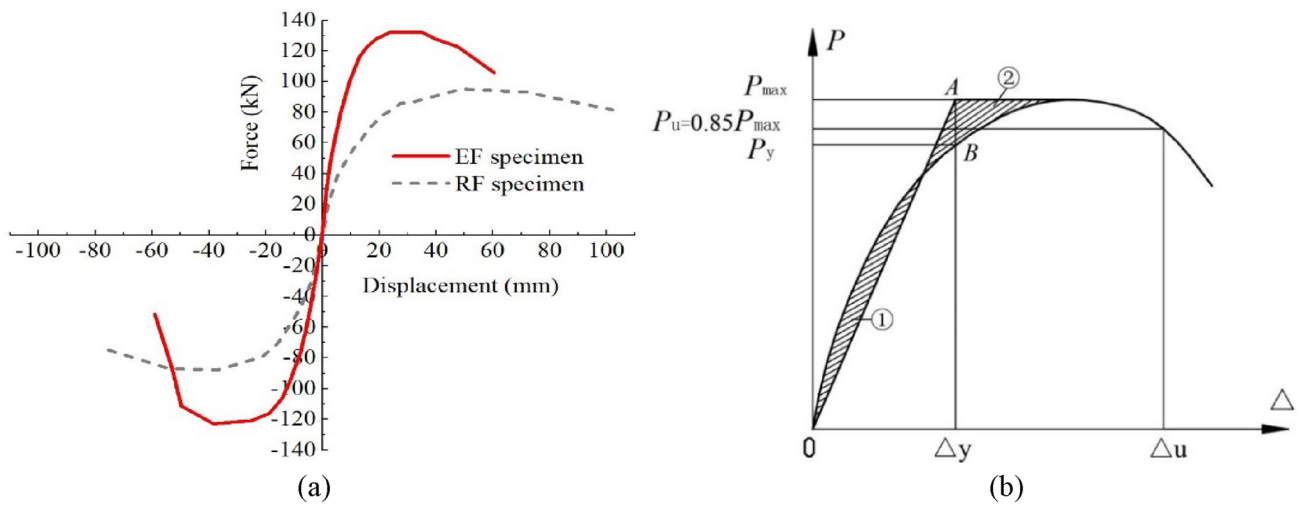 140
120
100
80
60
40
20
0
-20
-40
-60
-80
-100
-120
-140
Force (kN)
EF specimen
RF specimen
-100 -80 -60 -40 -20 0 20 40 60 80 100
Displacement (mm)
(a)
P
Pmax
Pu=0.85Pmax
Py
A
B
①
②
0
△y
△u
△
(b)